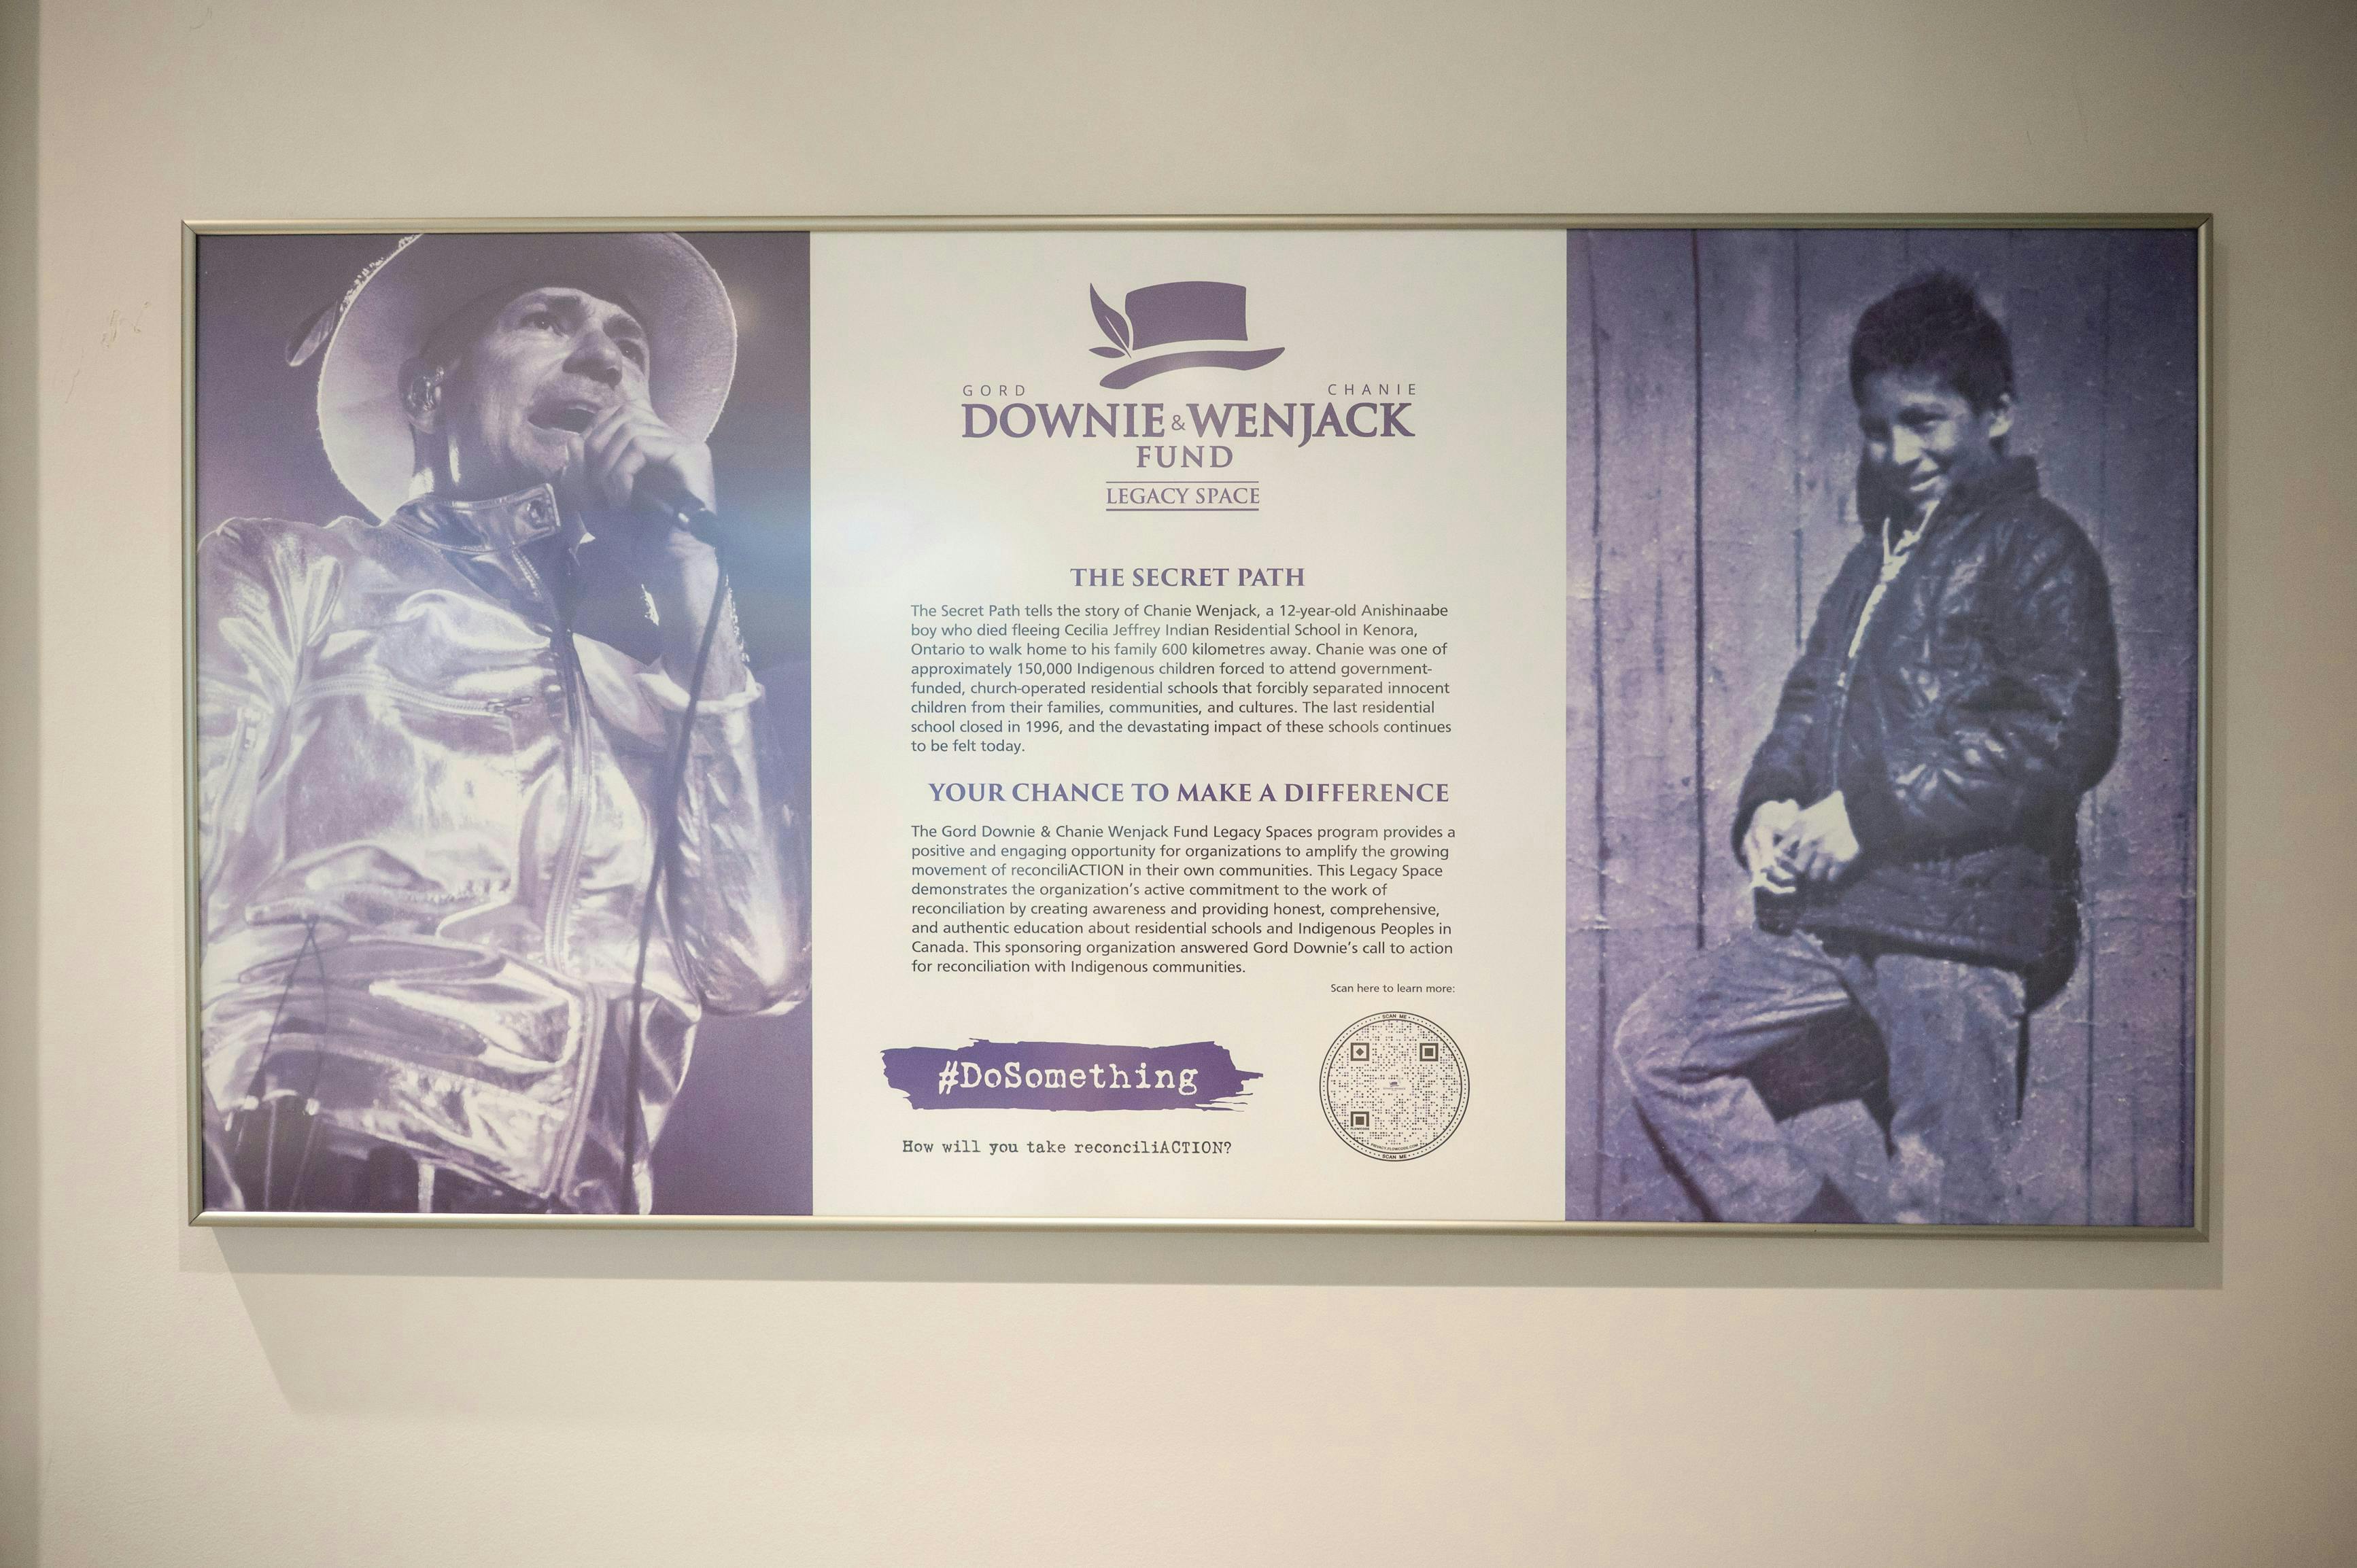 GORD CHANIE
DOWNIE & WENJACK
FUND
LEGACY SPACE
THE SECRET PATH
The Secret Path tells the story of Chanie Wenjack, a 12-year-old Anishinaabe
boy who died fleeing Cecilia Jeffrey Indian Residential School in Kenora,
Ontario to walk home to his family 600 kilometres away. Chanie was one of
approximately 150,000 Indigenous children forced to attend government-
funded, church-operated residential schools that forcibly separated innocent
children from their families, communities, and cultures. The last residential
school closed in 1996, and the devastating impact of these schools continues
to be felt today.
YOUR CHANCE TO MAKE A DIFFERENCE
The Gord Downie & Chanie Wenjack Fund Legacy Spaces program provides a
positive and engaging opportunity for organizations to amplify the growing
movement of reconciliACTION in their own communities. This Legacy Space
demonstrates the organization's active commitment to the work of
reconciliation by creating awareness and providing honest, comprehensive,
and authentic education about residential schools and Indigenous Peoples in
Canada. This sponsoring organization answered Gord Downie's call to action
for reconciliation with Indigenous communities.
Scan here to learn more:
SCAN ME
#DoSomething
How will you take reconciliACTION?
SCAN ME